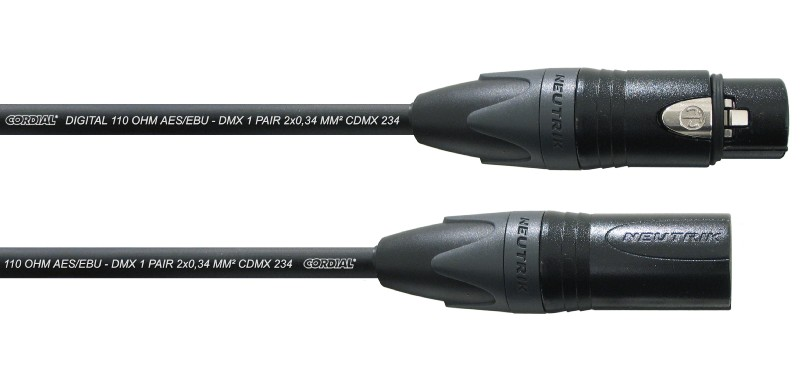 CORDIAL® DIGITAL 110 OHM AES/EBU - DMX 1 PAIR 2x0,34 MM² CDMX 234
NEUTRIK
110 OHM AES/EBU - DMX 1 PAIR 2x0,34 MM² CDMX 234 CORDIAL®
NEUTRIK
NEUTRIK